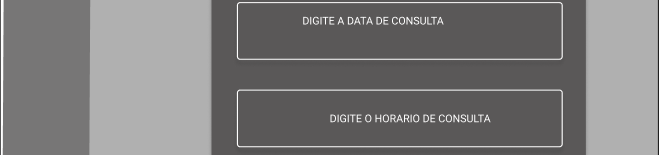 DIGITE A DATA DE CONSULTA
DIGITE O HORARIO DE CONSULTA